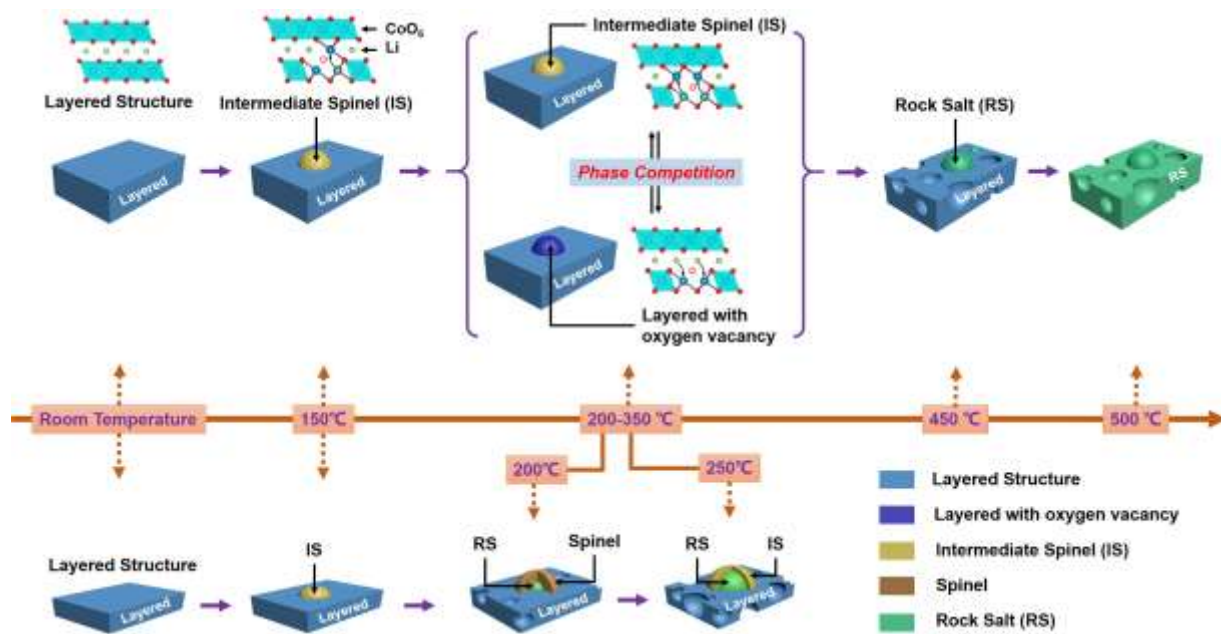 CoO₆
Li
Layered Structure
Intermediate Spinel (IS)
Layered
Layered
Intermediate Spinel (IS)
Layered
Phase Competition
Layered
Layered with
oxygen vacancy
Rock Salt (RS)
Layered
RS
Room Temperature
150℃
200-350 ℃
450 ℃
500 ℃
200℃
250℃
Layered Structure
Layered
IS
Layered
RS
Spinel
Layered
RS
IS
Layered
Layered Structure
Layered with oxygen vacancy
Intermediate Spinel (IS)
Spinel
Rock Salt (RS)